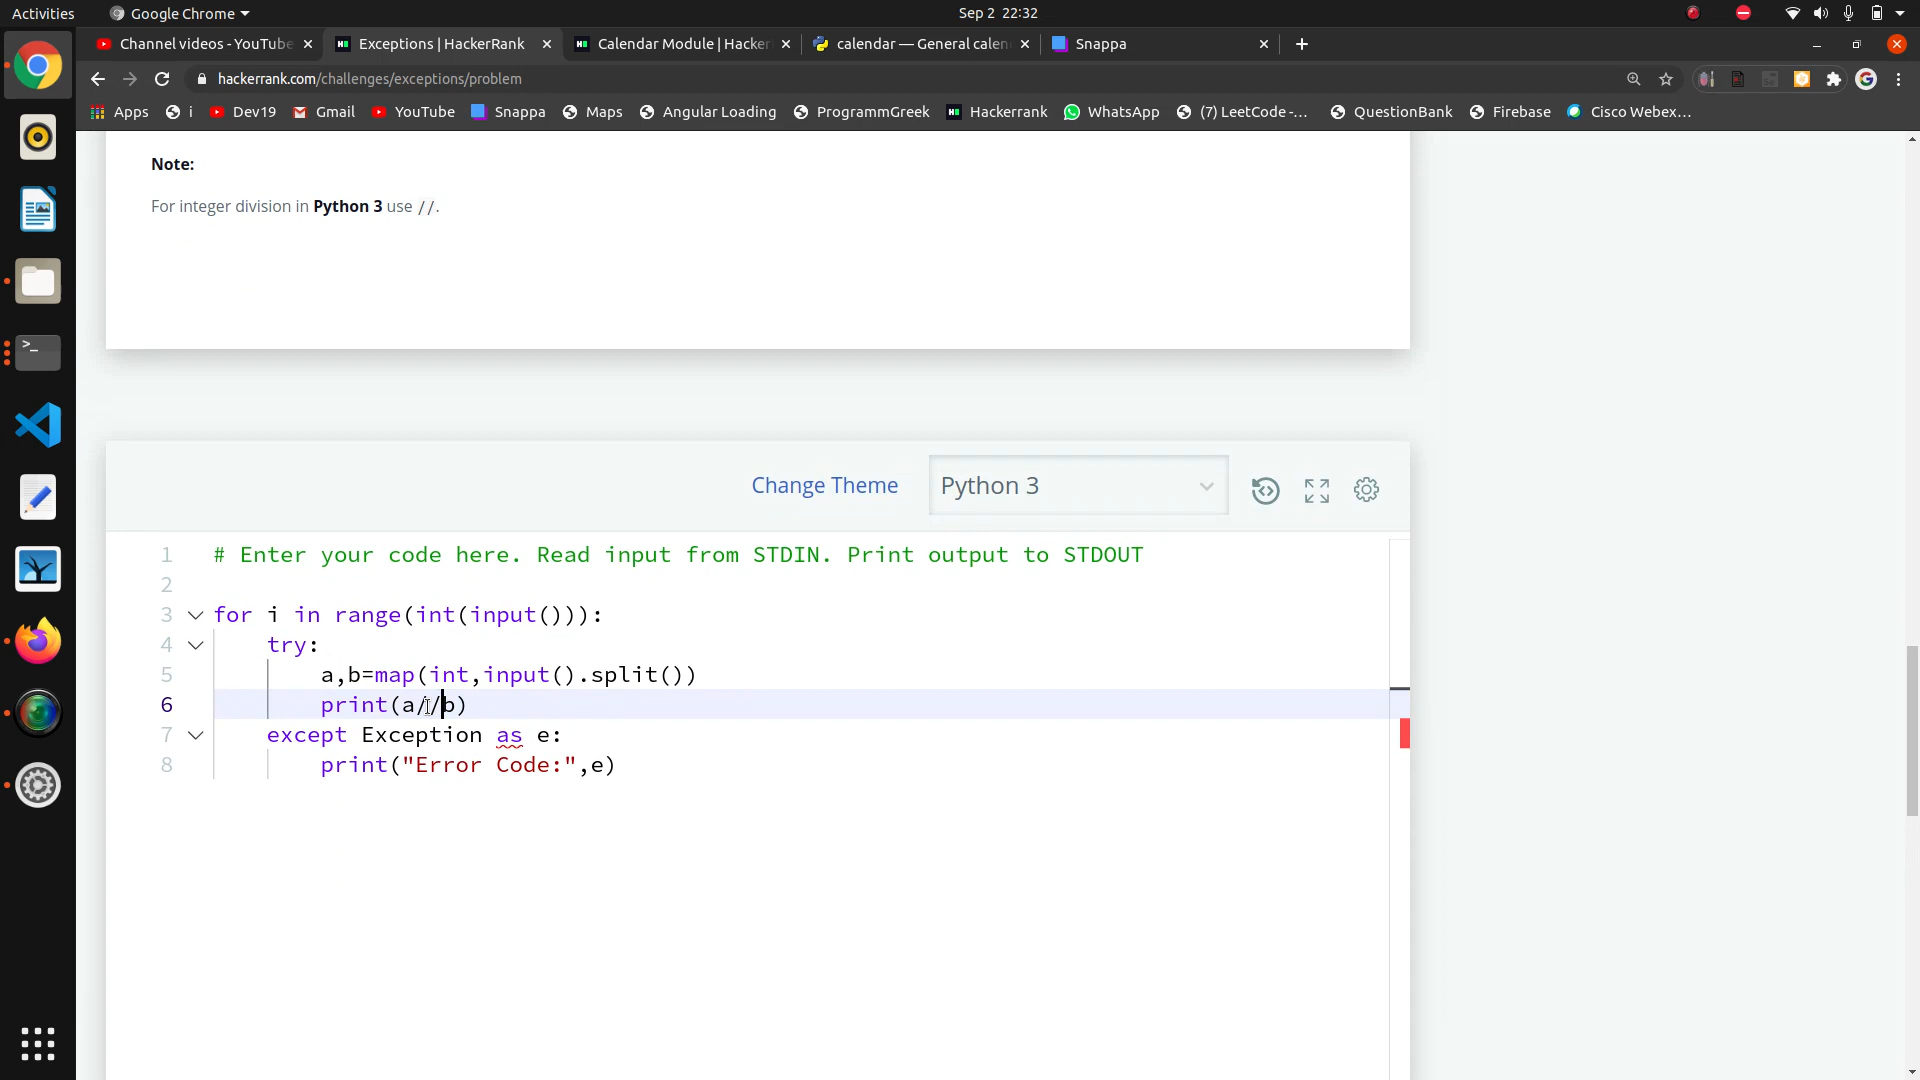 Activities
Google Chrome
Sep 2 22:32
Channel videos - YouTube
Exceptions | HackerRank
Calendar Module | Hacker
calendar — General calen
Snappa
hackerrank.com/challenges/exceptions/problem
Apps
i
Dev19
Gmail
YouTube
Snappa
Maps
Angular Loading
ProgrammGreek
Hackerrank
WhatsApp
(7) LeetCode -...
QuestionBank
Firebase
Cisco Webex...
Note:
For integer division in Python 3 use //.
Change Theme
Python 3
1 # Enter your code here. Read input from STDIN. Print output to STDOUT
2
3 for i in range(int(input())):
4 try:
5 a,b=map(int,input().split())
6 print(a//b)
7 except Exception as e:
8 print("Error Code:",e)